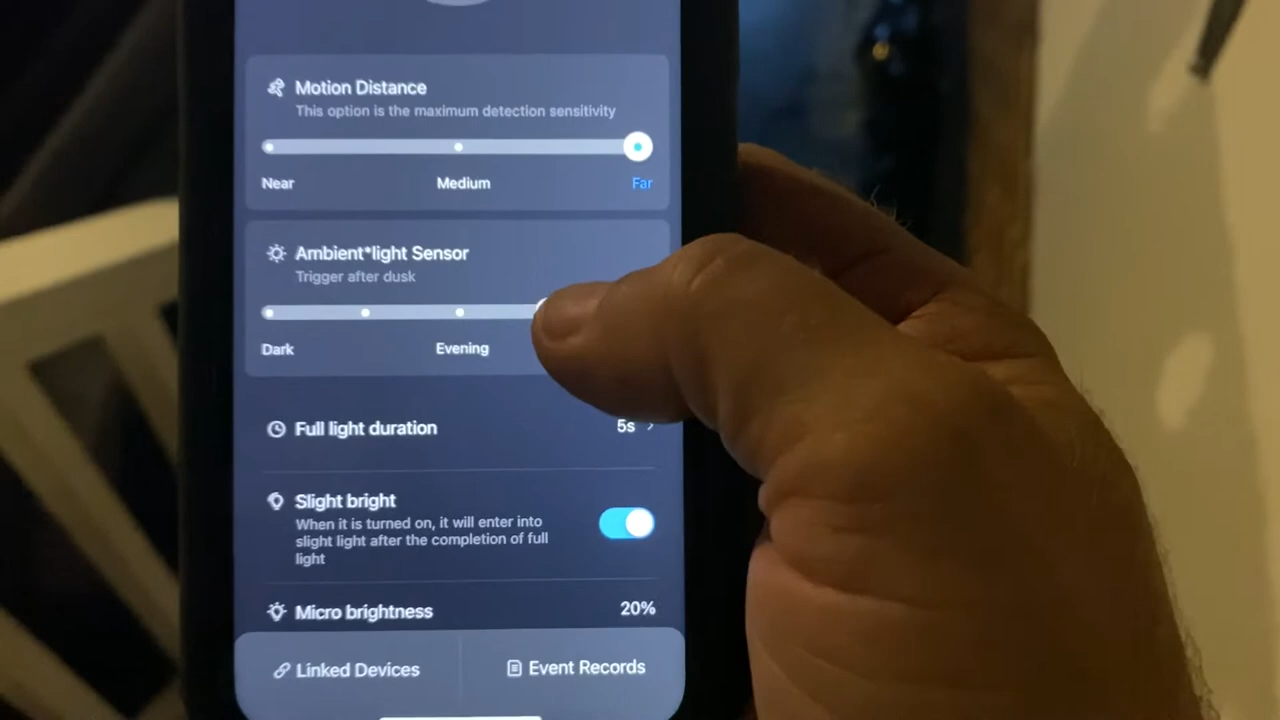 Motion Distance
This option is the maximum detection sensitivity
Near Medium Far
Ambient*light Sensor
Trigger after dusk
Dark Evening
Full light duration 5s >
Slight bright
When it is turned on, it will enter into
slight light after the completion of full
light
Micro brightness 20%
Linked Devices Event Records